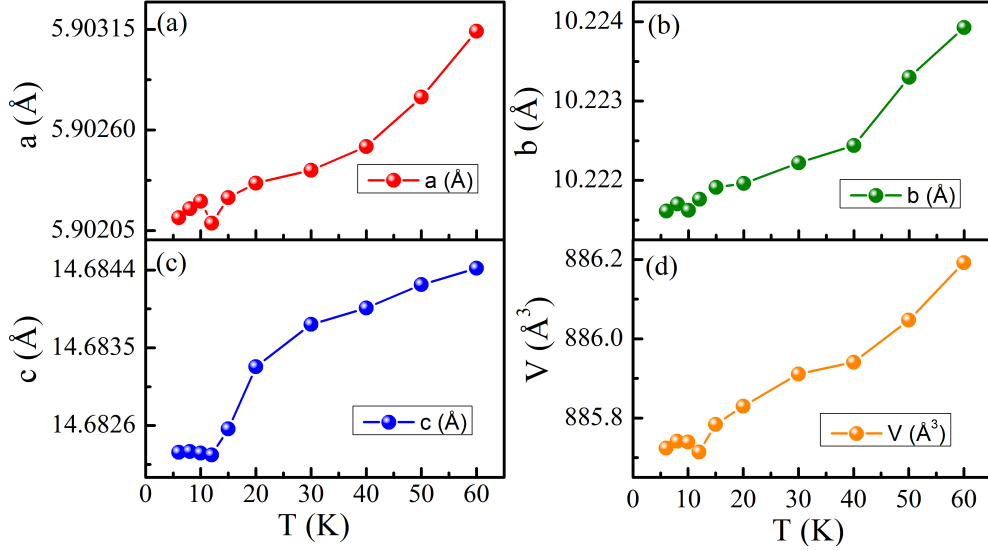 (a)
5.90315
5.90260
5.90205
a (Å)
a (Å)
(b)
10.224
10.223
10.222
b (Å)
b (Å)
(c)
14.6844
14.6835
14.6826
c (Å)
c (Å)
0 10 20 30 40 50 60
T (K)
(d)
886.2
886.0
885.8
V (Å³)
V (Å³)
0 10 20 30 40 50 60
T (K)